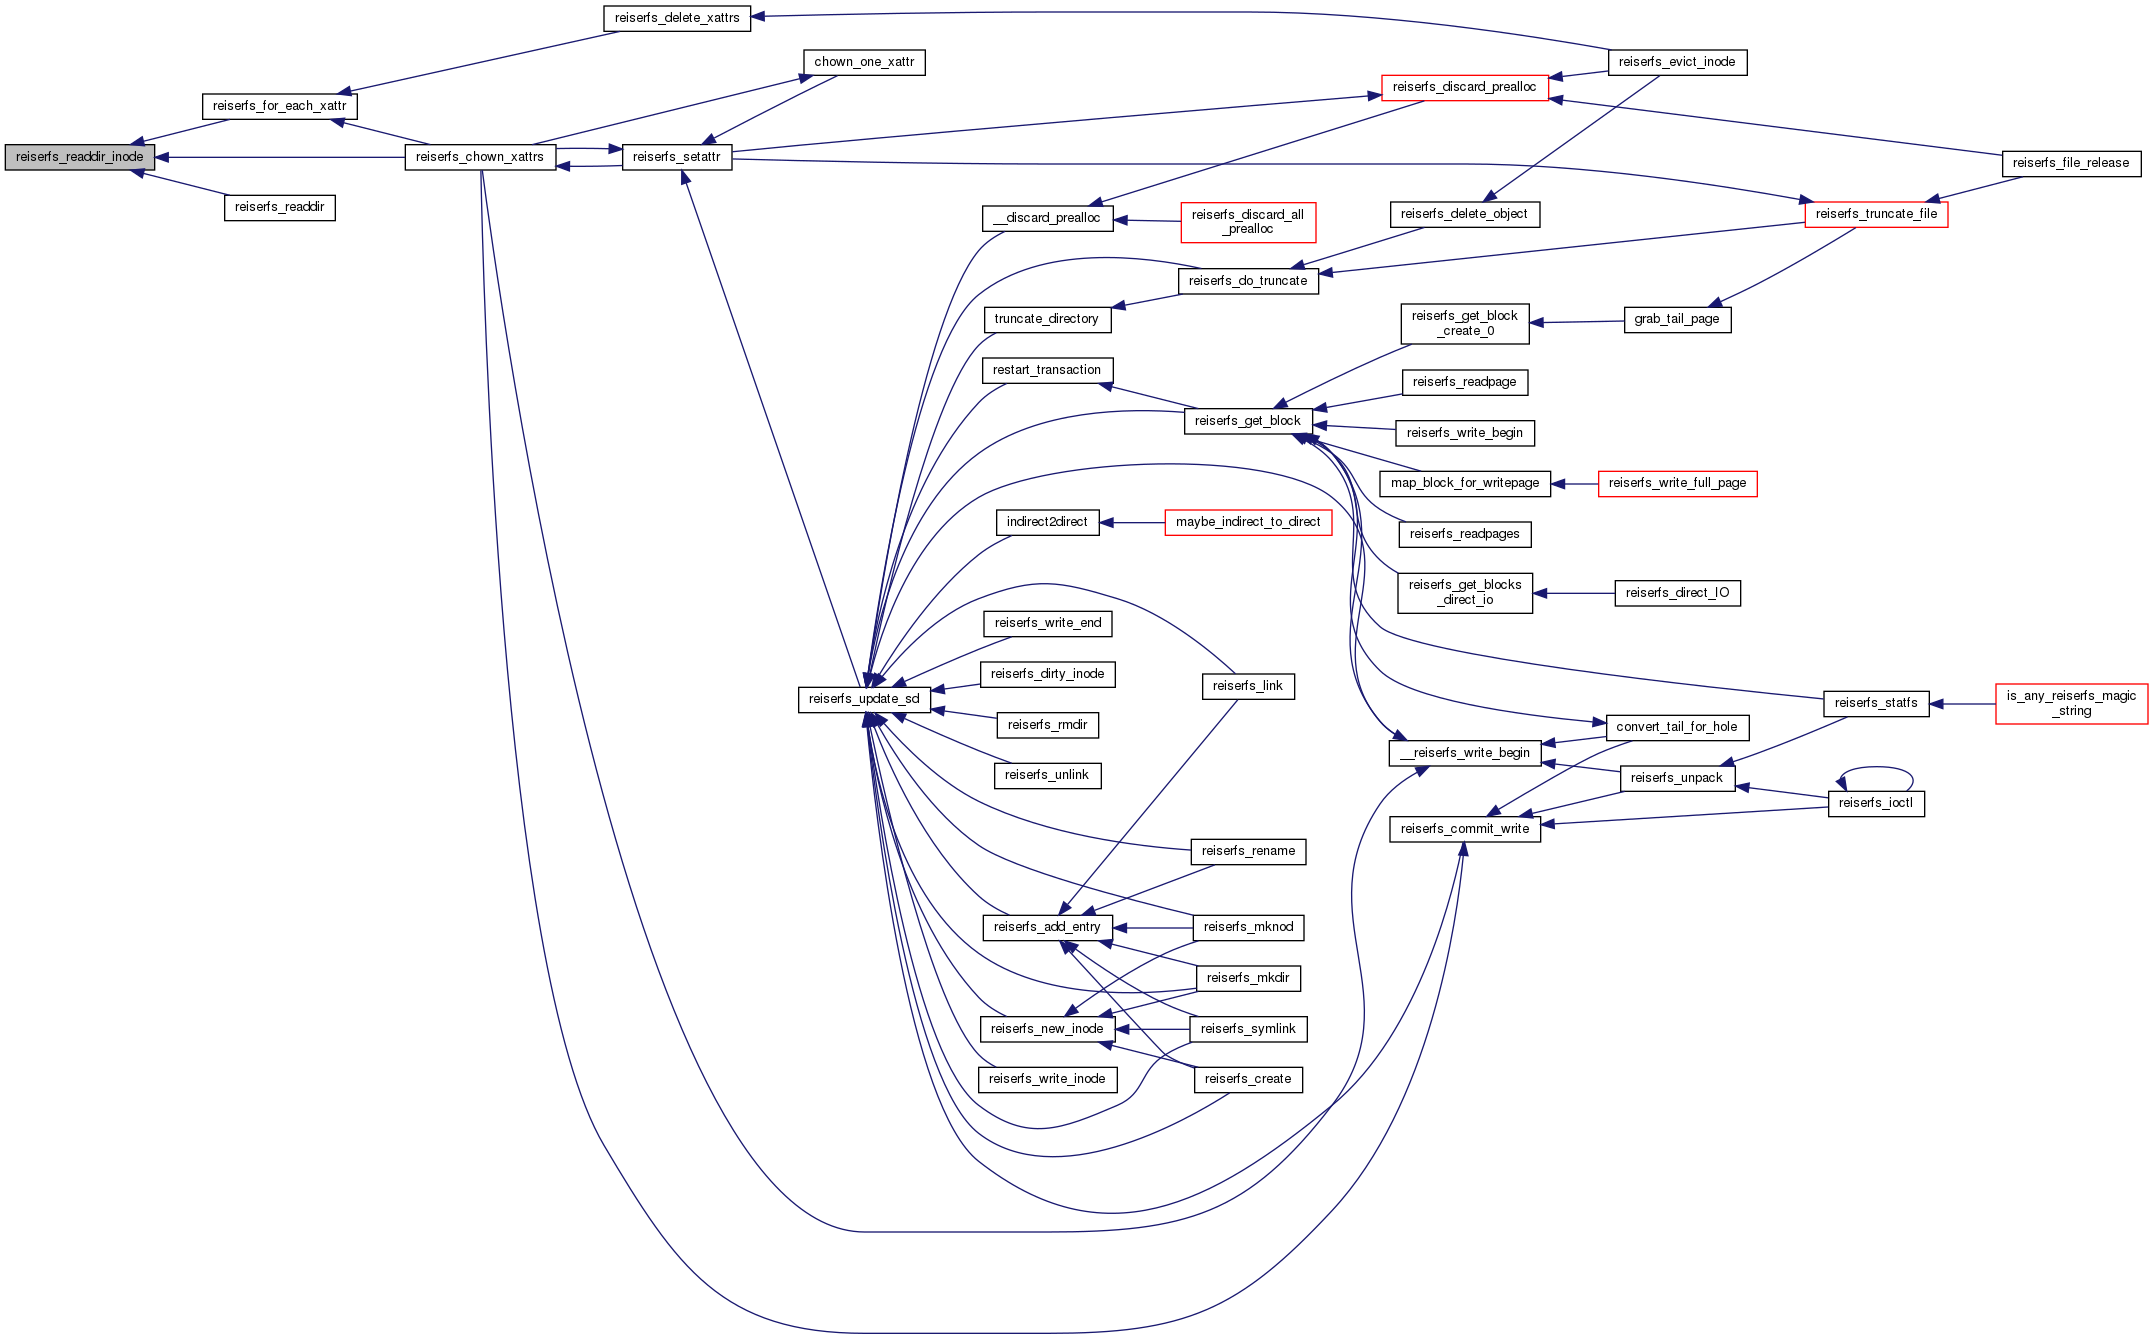 reiserfs_delete_xattrs
chown_one_xattr
reiserfs_evict_inode
reiserfs_discard_prealloc
reiserfs_for_each_xattr
reiserfs_readdir_inode
reiserfs_chown_xattrs
reiserfs_setattr
reiserfs_file_release
reiserfs_readdir
__discard_prealloc
reiserfs_discard_all
_prealloc
reiserfs_delete_object
reiserfs_truncate_file
reiserfs_do_truncate
truncate_directory
reiserfs_get_block
_create_0
grab_tail_page
restart_transaction
reiserfs_readpage
reiserfs_get_block
reiserfs_write_begin
map_block_for_writepage
reiserfs_write_full_page
indirect2direct
maybe_indirect_to_direct
reiserfs_readpages
reiserfs_get_blocks
_direct_io
reiserfs_direct_IO
reiserfs_write_end
reiserfs_dirty_inode
reiserfs_link
reiserfs_update_sd
reiserfs_statfs
is_any_reiserfs_magic
_string
reiserfs_rmdir
convert_tail_for_hole
__reiserfs_write_begin
reiserfs_unlink
reiserfs_unpack
reiserfs_ioctl
reiserfs_commit_write
reiserfs_rename
reiserfs_add_entry
reiserfs_mknod
reiserfs_mkdir
reiserfs_new_inode
reiserfs_symlink
reiserfs_write_inode
reiserfs_create